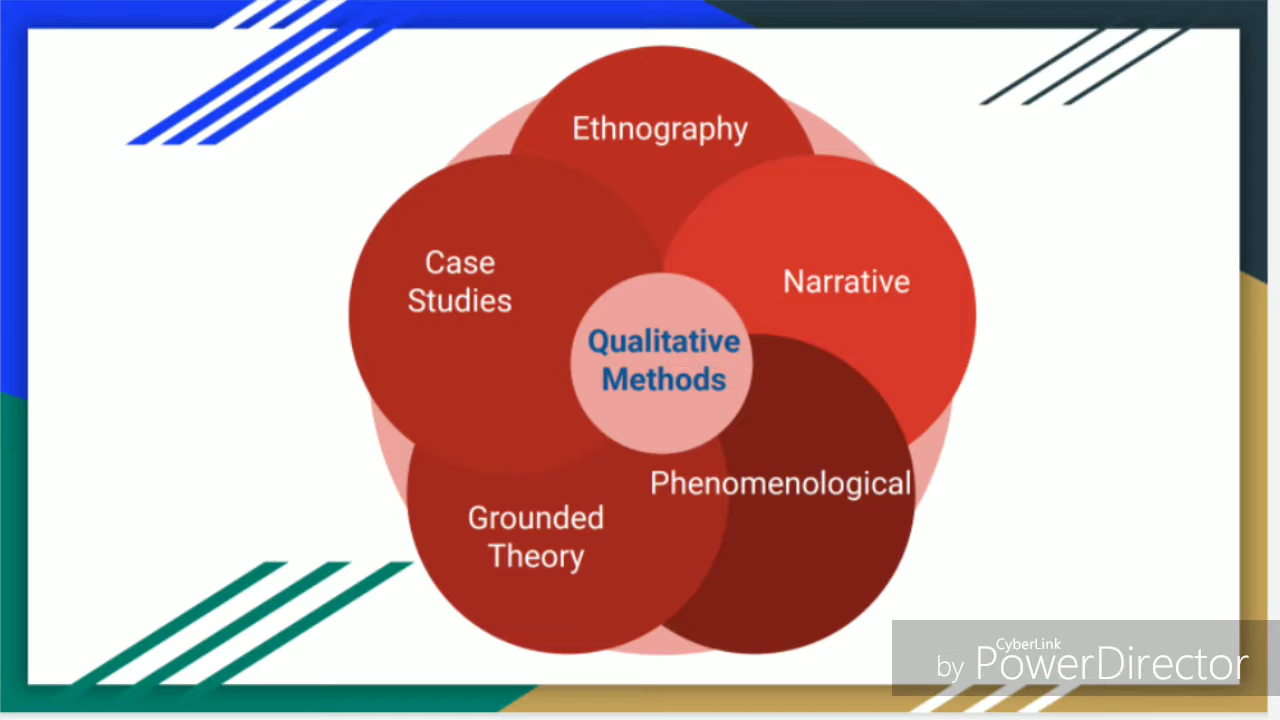 Ethnography
Narrative
Case
Studies
Qualitative
Methods
Phenomenological
Grounded
Theory
CyberLink
by PowerDirector